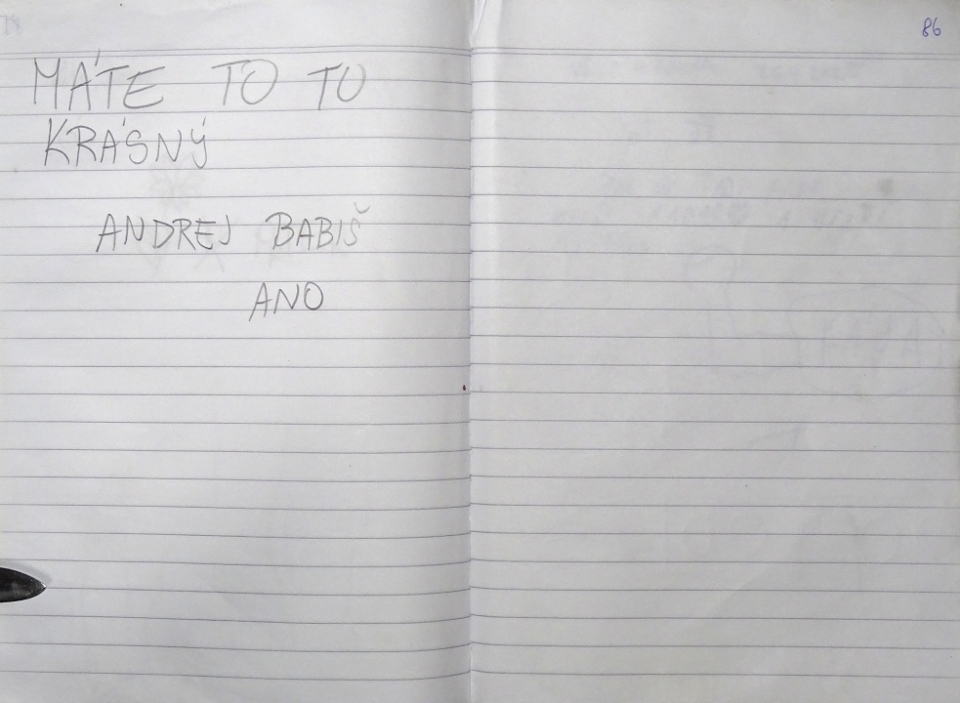 MÁTE TO TU
KRÁSNÝ
ANDREJ BABIŠ
ANO
86